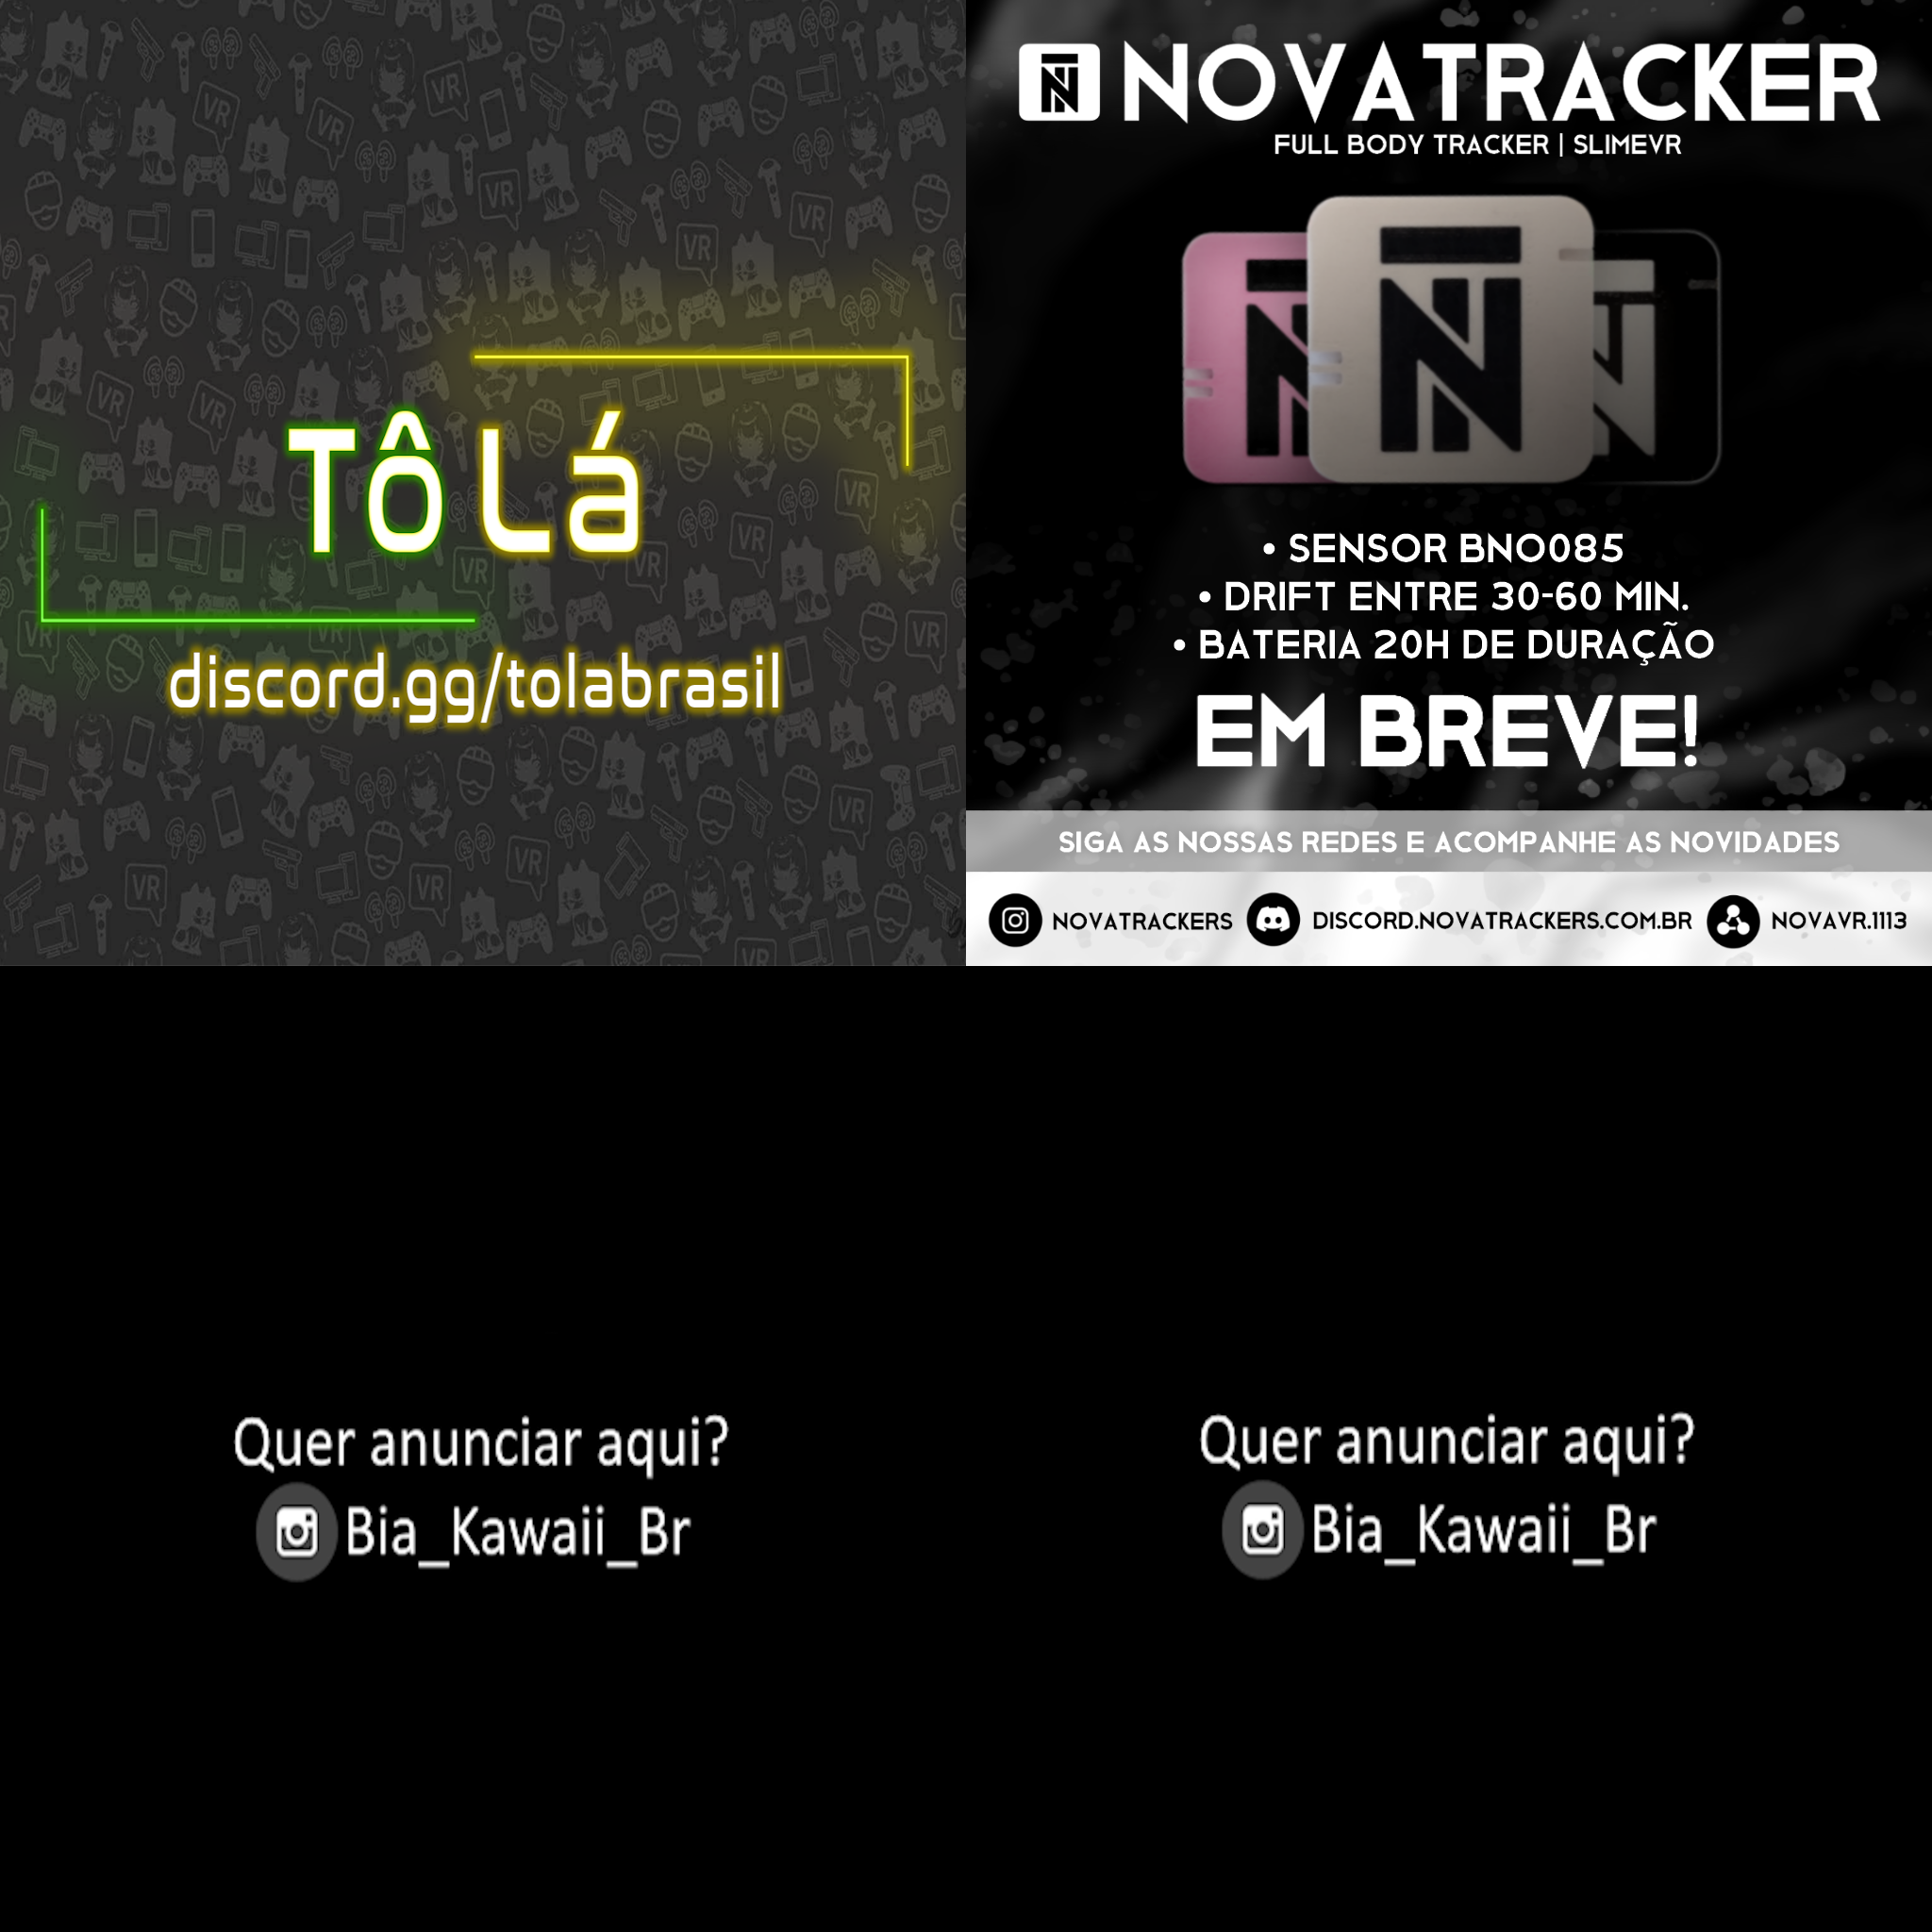 Tô Lá
discord.gg/tolabrasil
NOVATRACKER
FULL BODY TRACKER | SLIMEVR
• SENSOR BNO085
• DRIFT ENTRE 30-60 MIN.
• BATERIA 20H DE DURAÇÃO
EM BREVE!
SIGA AS NOSSAS REDES E ACOMPANHE AS NOVIDADES
NOVATRACKERS DISCORD.NOVATRACKERS.COM.BR NOVAVR.1113
Quer anunciar aqui?
Bia_Kawaii_Br
Quer anunciar aqui?
Bia_Kawaii_Br